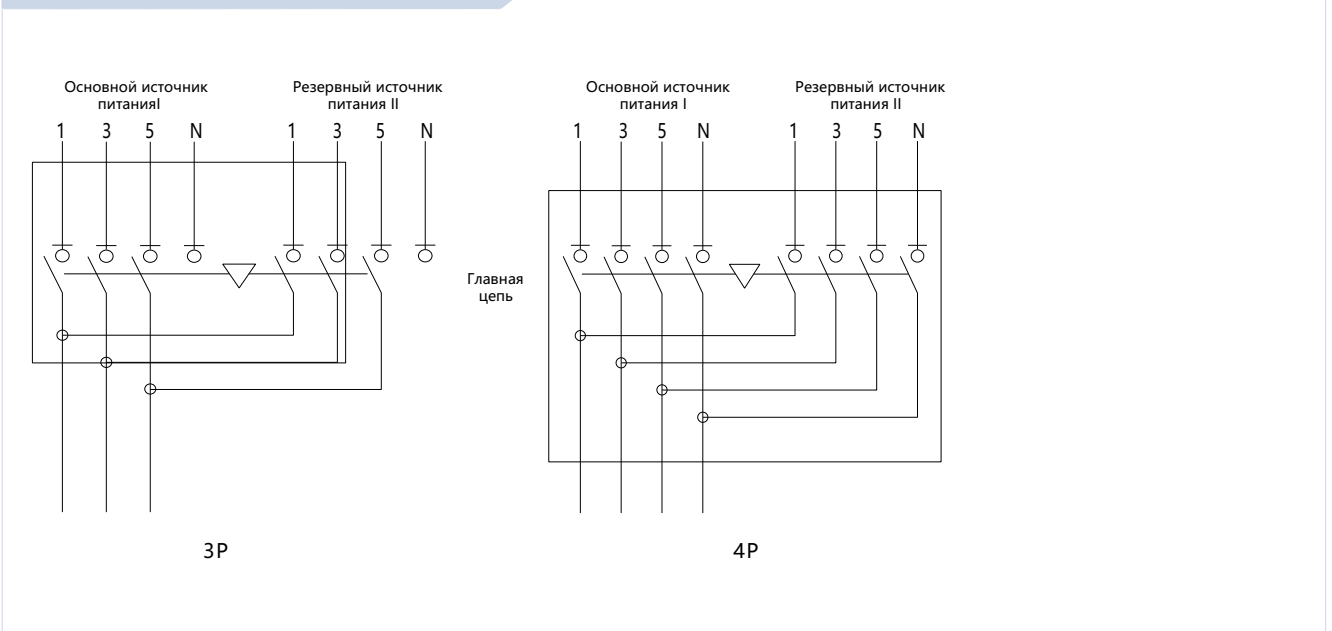 Основной источник
питанияI
Резервный источник
питания II
1 3 5 N 1 3 5 N
Основной источник
питания I
Резервный источник
питания II
1 3 5 N 1 3 5 N
Главная
цепь
3P
4P